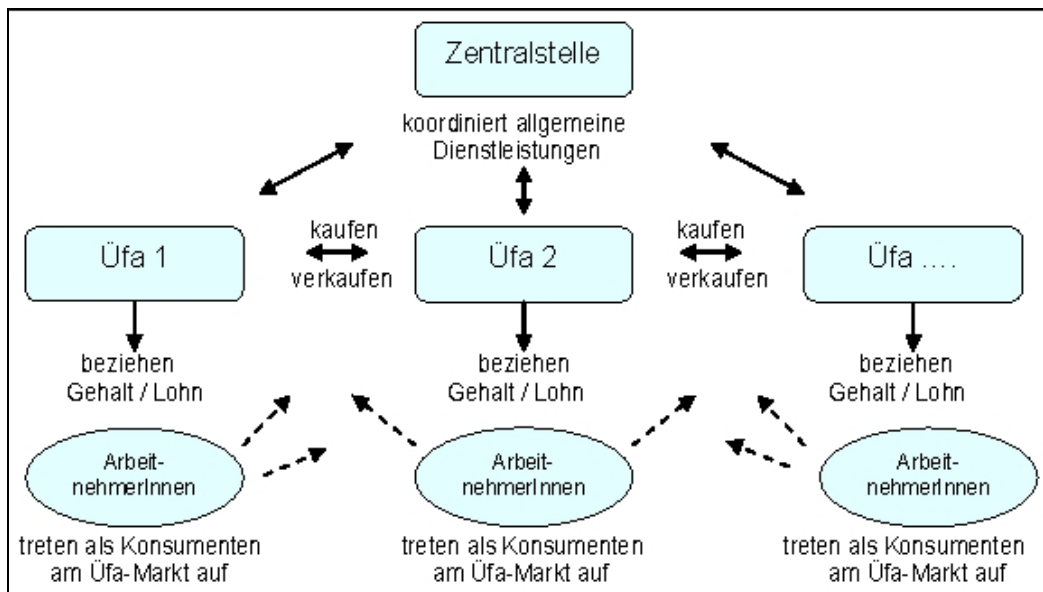 Zentralstelle
koordiniert allgemeine
Dienstleistungen
Üfa 1
kaufen
verkaufen
Üfa 2
kaufen
verkaufen
Üfa ....
beziehen
Gehalt / Lohn
beziehen
Gehalt / Lohn
beziehen
Gehalt / Lohn
Arbeit-
nehmerInnen
Arbeit-
nehmerInnen
Arbeit-
nehmerInnen
treten als Konsumenten
am Üfa-Markt auf
treten als Konsumenten
am Üfa-Markt auf
treten als Konsumenten
am Üfa-Markt auf